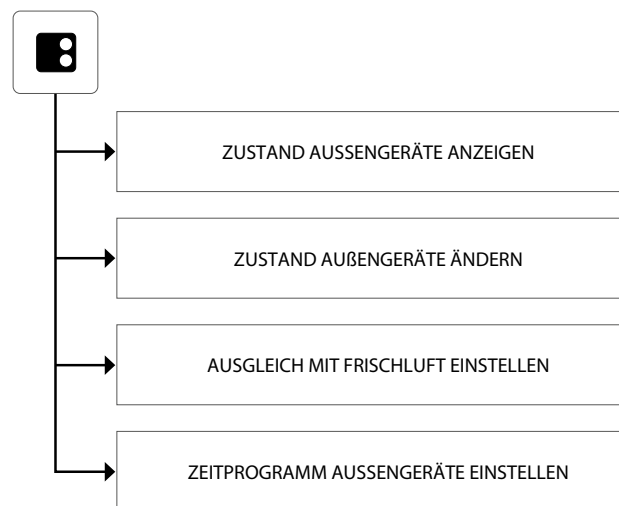 ZUSTAND AUSSENGERÄTE ANZEIGEN
ZUSTAND AUßENGERÄTE ÄNDERN
AUSGLEICH MIT FRISCHLUFT EINSTELLEN
ZEITPROGRAMM AUSSENGERÄTE EINSTELLEN